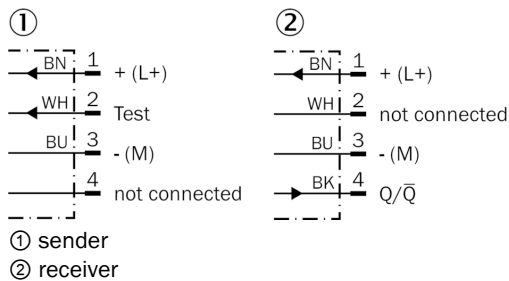 ① ②
BN 1 + (L+) BN 1 + (L+)
WH 2 Test WH 2 not connected
BU 3 - (M) BU 3 - (M)
4 not connected BK 4 Q/Q̅
① sender
② receiver